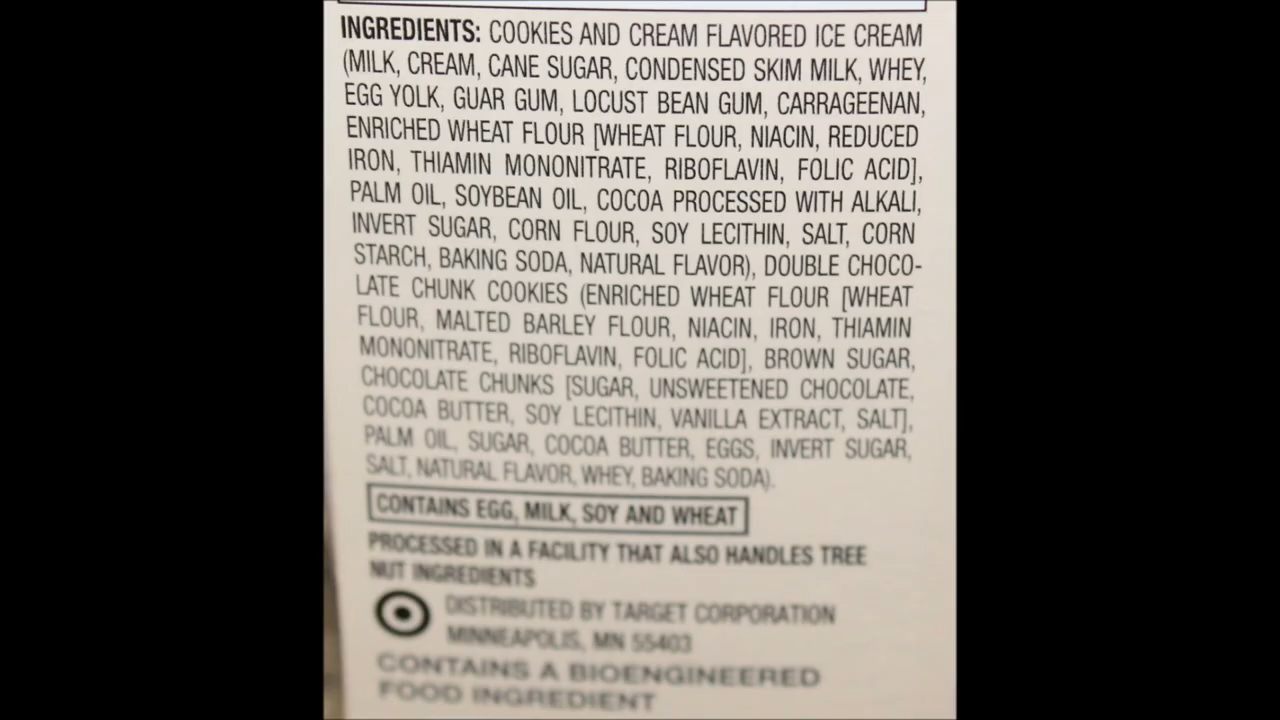 INGREDIENTS: COOKIES AND CREAM FLAVORED ICE CREAM
(MILK, CREAM, CANE SUGAR, CONDENSED SKIM MILK, WHEY,
EGG YOLK, GUAR GUM, LOCUST BEAN GUM, CARRAGEENAN,
ENRICHED WHEAT FLOUR [WHEAT FLOUR, NIACIN, REDUCED
IRON, THIAMIN MONONITRATE, RIBOFLAVIN, FOLIC ACID],
PALM OIL, SOYBEAN OIL, COCOA PROCESSED WITH ALKALI,
INVERT SUGAR, CORN FLOUR, SOY LECITHIN, SALT, CORN
STARCH, BAKING SODA, NATURAL FLAVOR), DOUBLE CHOCO-
LATE CHUNK COOKIES (ENRICHED WHEAT FLOUR [WHEAT
FLOUR, MALTED BARLEY FLOUR, NIACIN, IRON, THIAMIN
MONONITRATE, RIBOFLAVIN, FOLIC ACID], BROWN SUGAR,
CHOCOLATE CHUNKS [SUGAR, UNSWEETENED CHOCOLATE,
COCOA BUTTER, SOY LECITHIN, VANILLA EXTRACT, SALT],
PALM OIL, SUGAR, COCOA BUTTER, EGGS, INVERT SUGAR,
SALT, NATURAL FLAVOR, WHEY, BAKING SODA).
CONTAINS EGG, MILK, SOY AND WHEAT
PROCESSED IN A FACILITY THAT ALSO HANDLES TREE
NUT INGREDIENTS
DISTRIBUTED BY TARGET CORPORATION
MINNEAPOLIS, MN 55403
CONTAINS A BIOENGINEERED
FOOD INGREDIENT